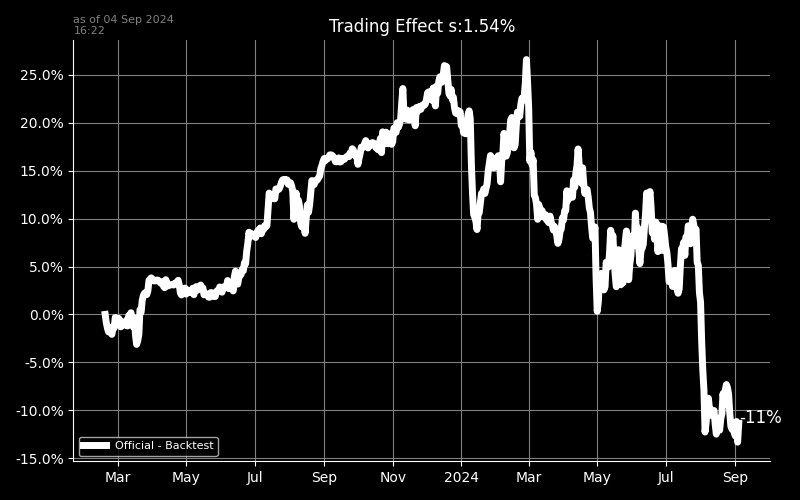 as of 04 Sep 2024
16:22
Trading Effect s:1.54%
25.0%
20.0%
15.0%
10.0%
5.0%
0.0%
-5.0%
-10.0%
-15.0%
-11%
Official - Backtest
Mar May Jul Sep Nov 2024 Mar May Jul Sep